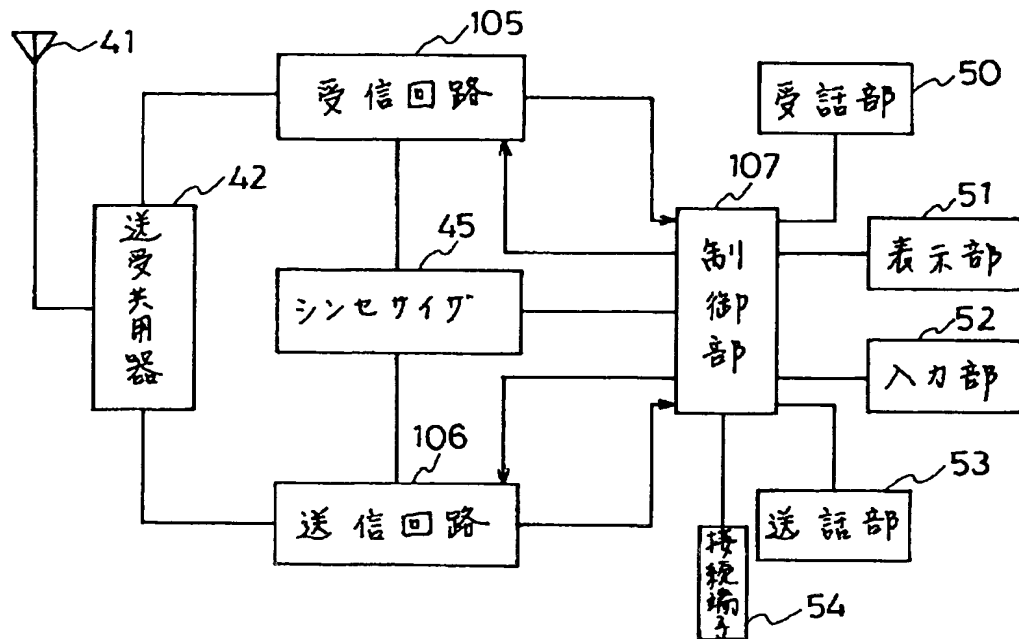 41
105
受信回路
50
受話部
42
送受共用器
107
制御部
51
表示部
45
シンセサイザ
52
入力部
106
送信回路
53
送話部
接続端子
54